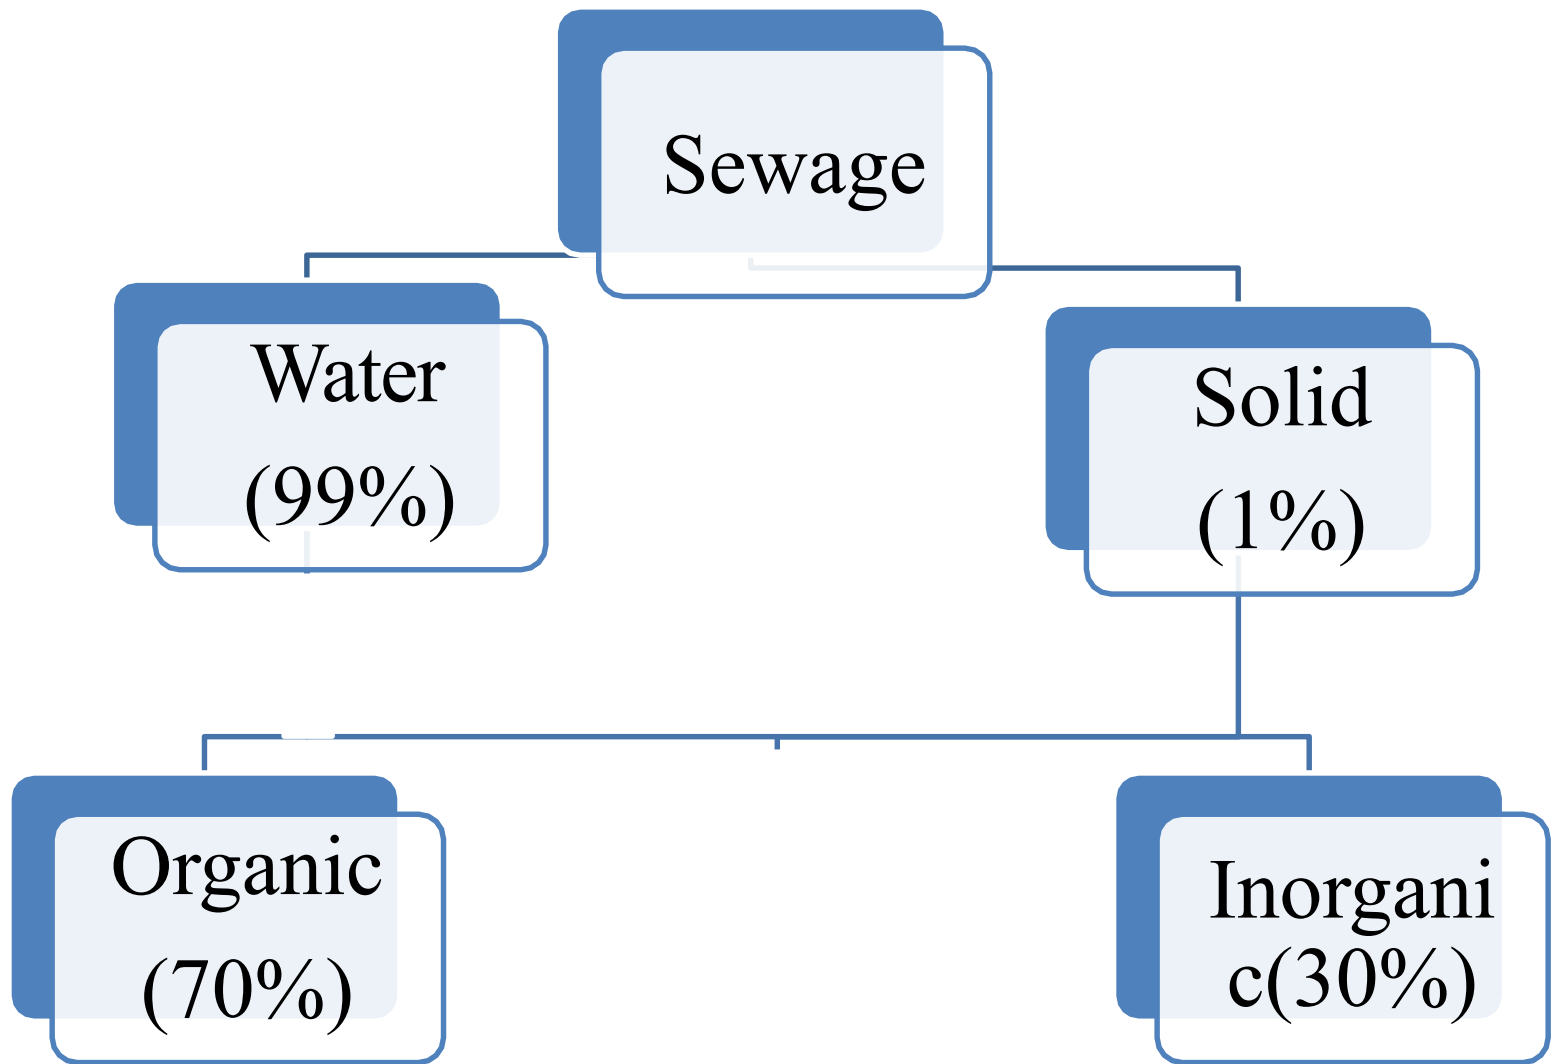 Sewage
Water
(99%)
Solid
(1%)
Organic
(70%)
Inorgani
c(30%)